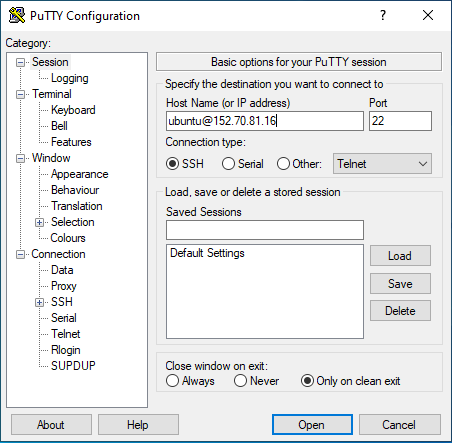 PuTTY Configuration
?
Category:
Session
Logging
Terminal
Keyboard
Bell
Features
Window
Appearance
Behaviour
Translation
Selection
Colours
Connection
Data
Proxy
SSH
Serial
Telnet
Rlogin
SUPDUP
Basic options for your PuTTY session
Specify the destination you want to connect to
Host Name (or IP address) Port
ubuntu@152.70.81.16 22
Connection type:
SSH Serial Other: Telnet
Load, save or delete a stored session
Saved Sessions
Default Settings
Load
Save
Delete
Close window on exit:
Always Never Only on clean exit
About Help Open Cancel